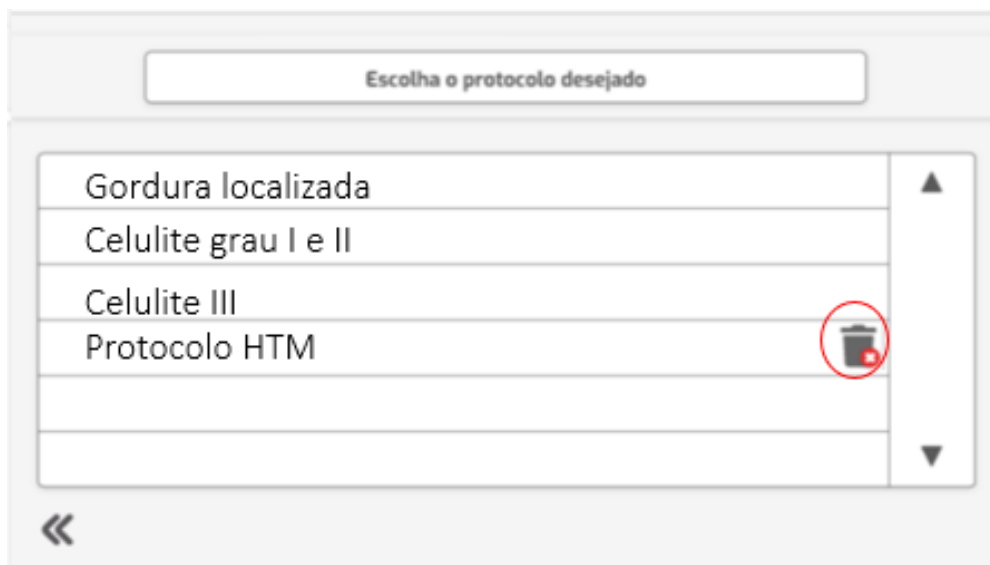 Escolha o protocolo desejado
Gordura localizada
Celulite grau I e II
Celulite III
Protocolo HTM